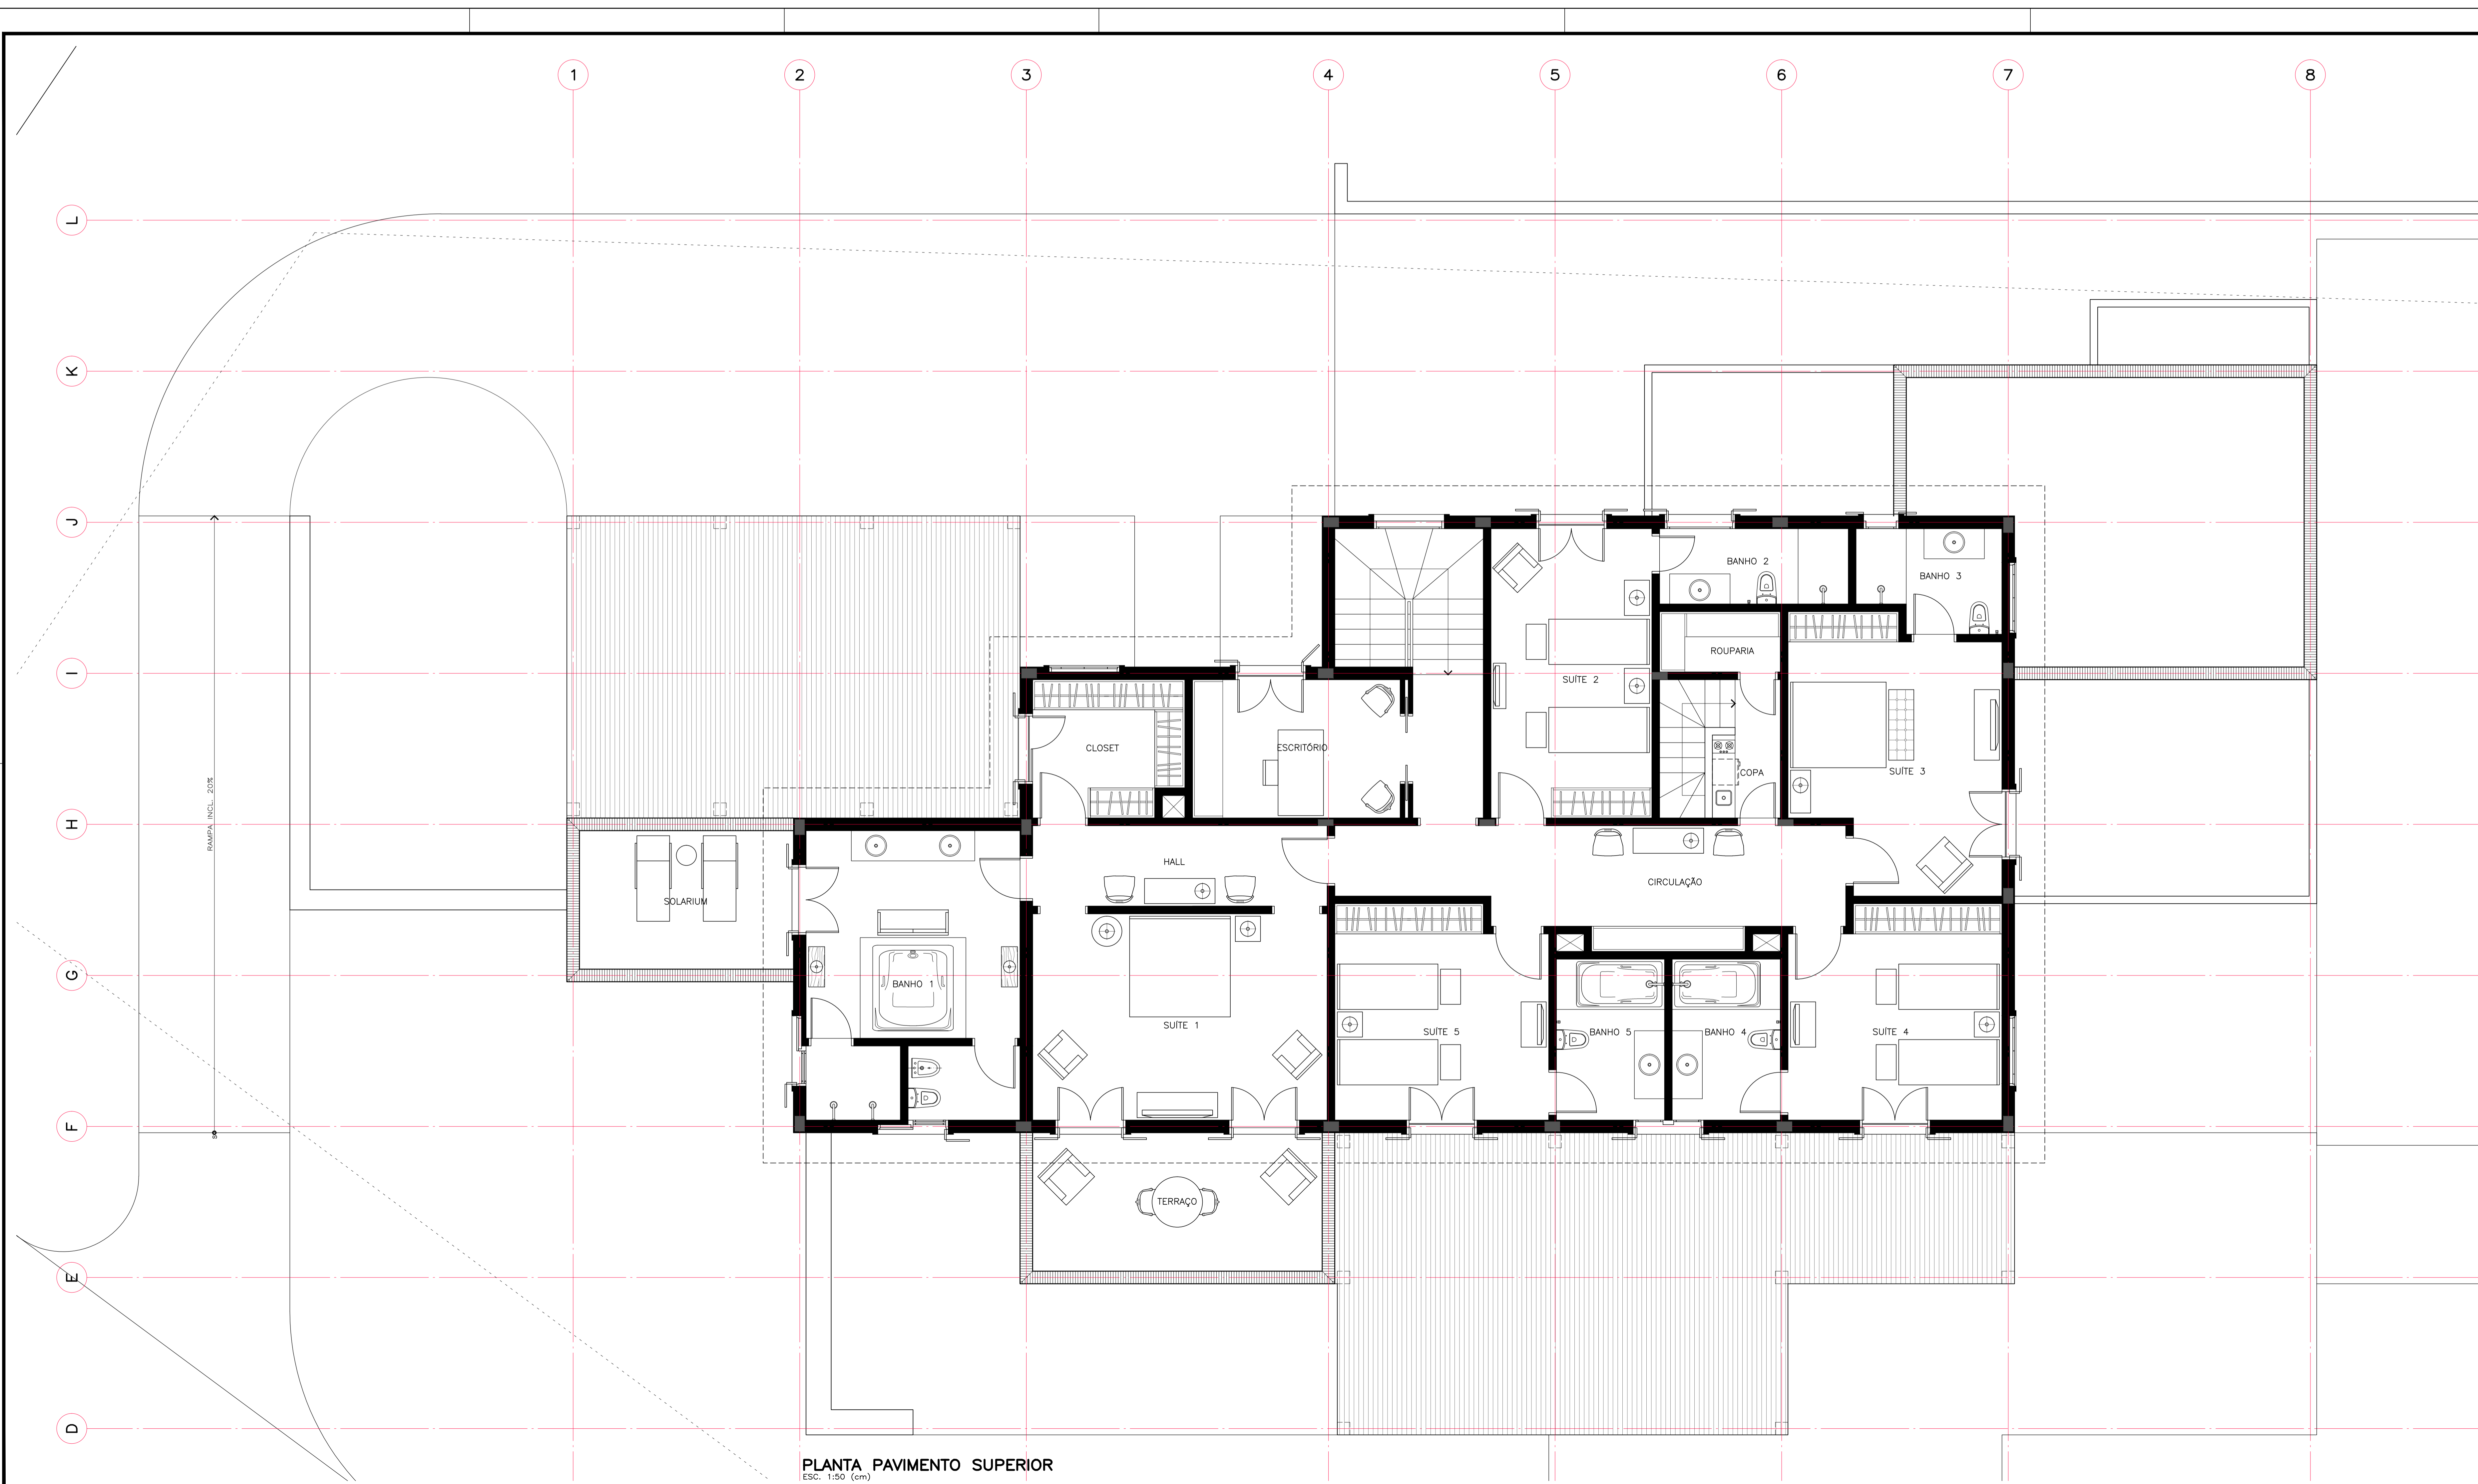 1 2 3 4 5 6 7 8
L
K
J
I
H
G
F
E
D
BANHO 2
BANHO 3
ROUPARIA
SUÍTE 2
CLOSET
ESCRITÓRIO
COPA
SUÍTE 3
RAMPA INCL. 20%
HALL
CIRCULAÇÃO
SOLARIUM
BANHO 1
SUÍTE 1
SUÍTE 5
BANHO 5
BANHO 4
SUÍTE 4
S
TERRAÇO
PLANTA PAVIMENTO SUPERIOR
ESC. 1:50 (cm)